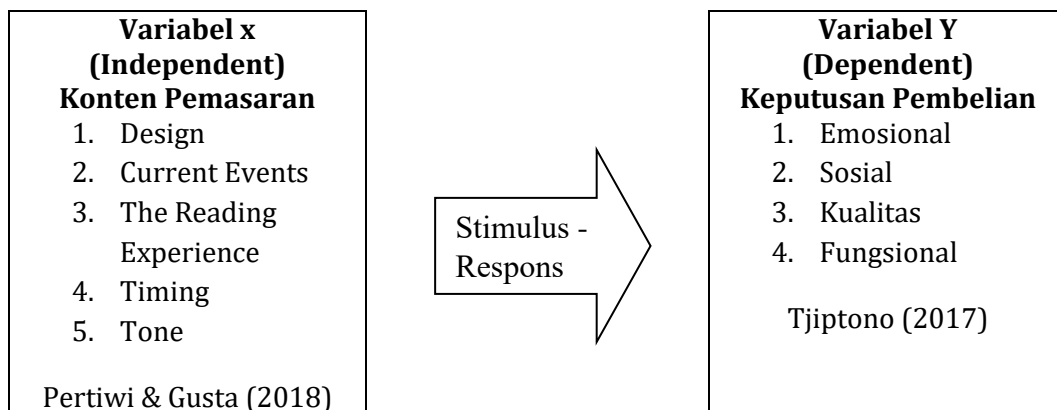 Variabel x
(Independent)
Konten Pemasaran
1. Design
2. Current Events
3. The Reading
Experience
4. Timing
5. Tone
Pertiwi & Gusta (2018)
Stimulus -
Respons
Variabel Y
(Dependent)
Keputusan Pembelian
1. Emosional
2. Sosial
3. Kualitas
4. Fungsional
Tjiptono (2017)